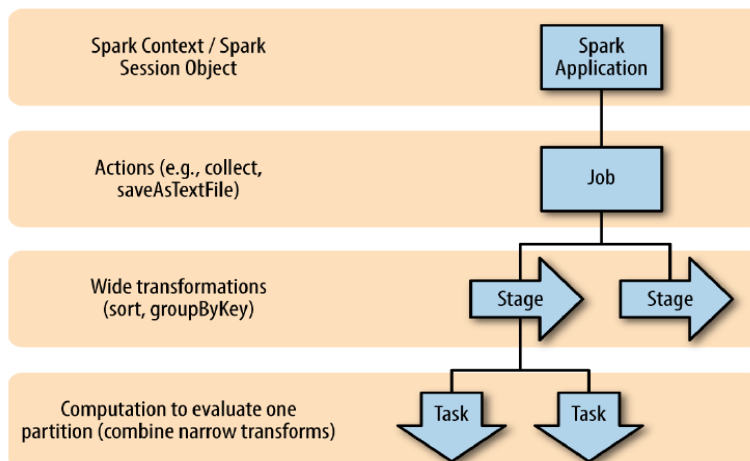 Spark Context / Spark
Session Object
Spark
Application
Actions (e.g., collect,
saveAsTextFile)
Job
Wide transformations
(sort, groupByKey)
Stage
Stage
Computation to evaluate one
partition (combine narrow transforms)
Task
Task